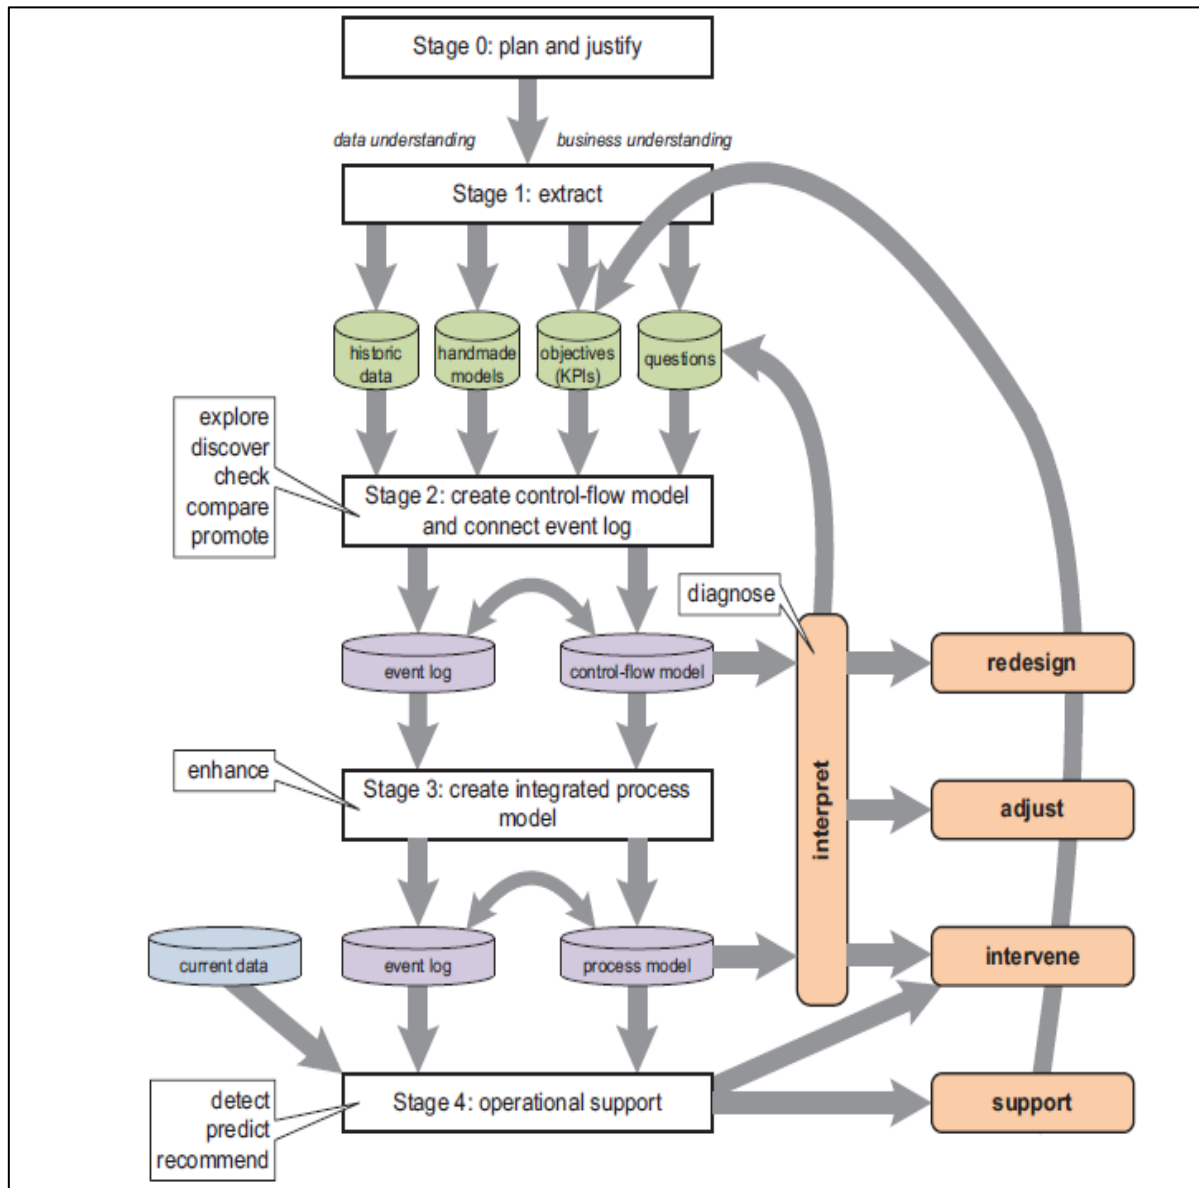 Stage 0: plan and justify
data understanding
business understanding
Stage 1: extract
historic
data
handmade
models
objectives
(KPIs)
questions
explore
discover
check
compare
promote
Stage 2: create control-flow model
and connect event log
diagnose
event log
control-flow model
redesign
enhance
Stage 3: create integrated process
model
interpret
adjust
current data
event log
process model
intervene
detect
predict
recommend
Stage 4: operational support
support